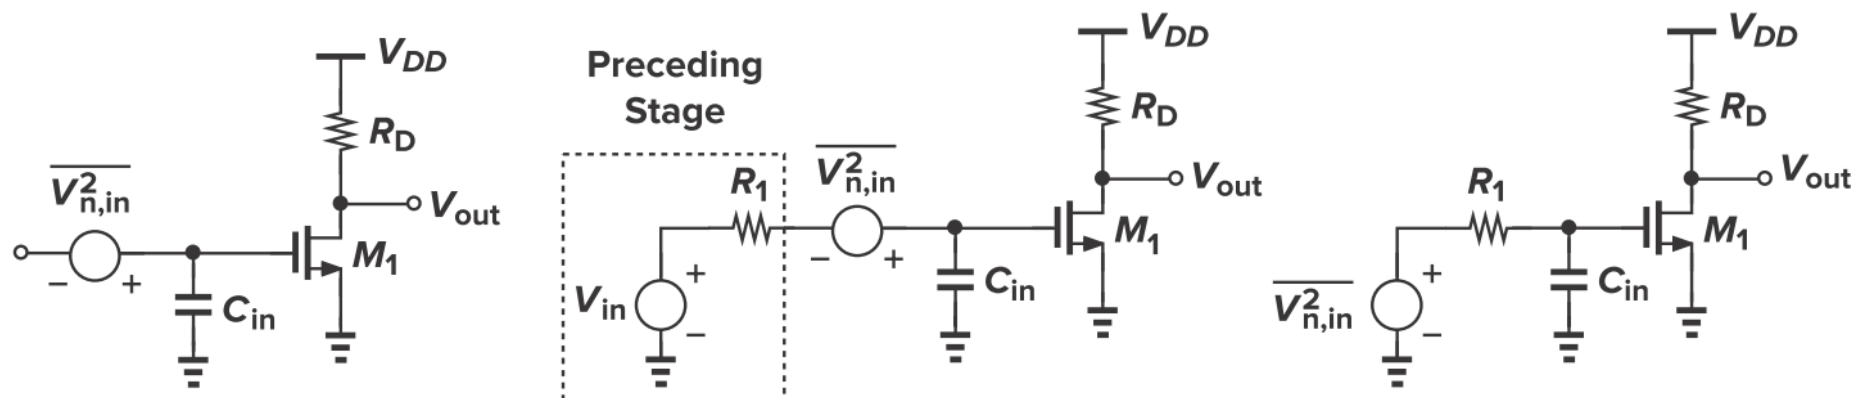 V_DD
R_D
V²_n,in
V_out
M_1
C_in
− +
Preceding
Stage
V_DD
R_D
R_1
V²_n,in
V_out
M_1
− +
C_in
V_in
+
−
V_DD
R_D
R_1
V_out
M_1
C_in
V²_n,in
+
−